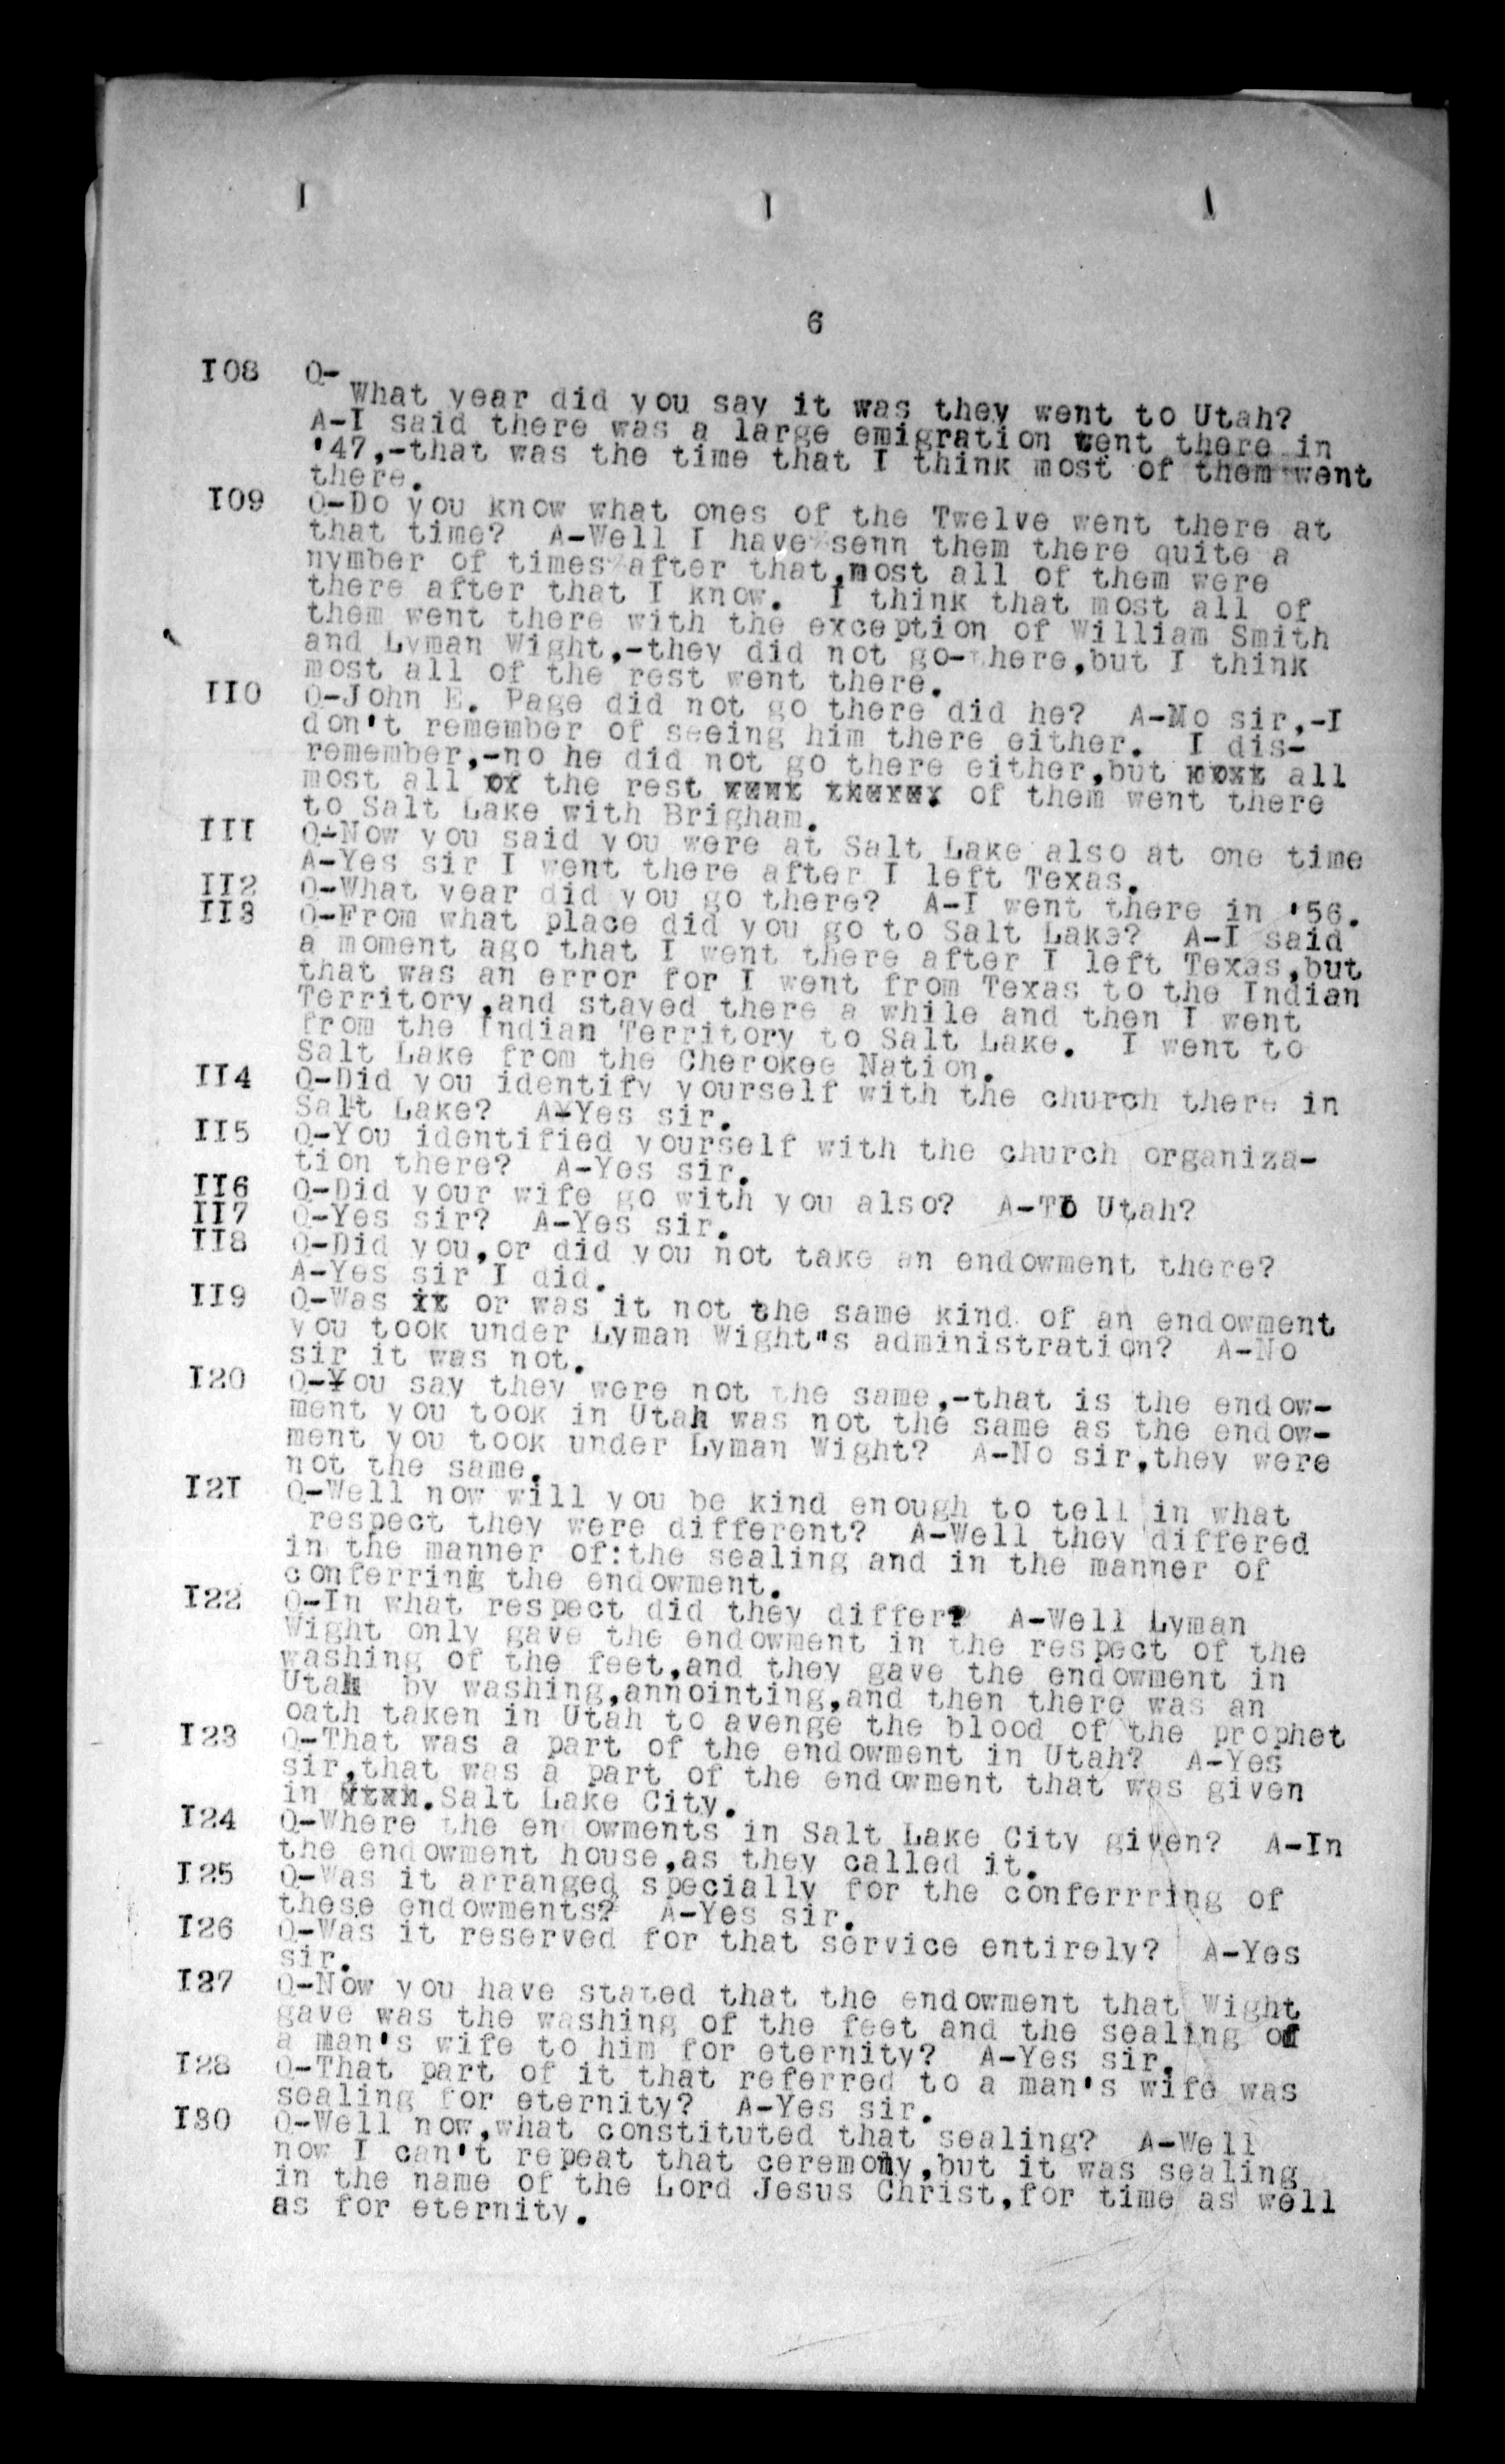 6
I08 Q-
What year did you say it was they went to Utah?
A-I said there was a large emigration went there in
'47,-that was the time that I think most of them went
there.
I09 Q-Do you know what ones of the Twelve went there at
that time? A-Well I have senn them there quite a
nymber of times after that,most all of them were
there after that I know. I think that most all of
them went there with the exception of William Smith
and Lyman Wight,-they did not go-there,but I think
most all of the rest went there.
II0 Q-John E. Page did not go there did he? A-No sir,-I
don't remember of seeing him there either. I dis-
remember,-no he did not go there either,but most all
most all of the rest went there of them went there
to Salt Lake with Brigham.
III Q-Now you said you were at Salt Lake also at one time
A-Yes sir I went there after I left Texas.
II2 Q-What year did you go there? A-I went there in '56.
II3 Q-From what place did you go to Salt Lake? A-I said
a moment ago that I went there after I left Texas,but
that was an error for I went from Texas to the Indian
Territory,and stayed there a while and then I went
from the Indian Territory to Salt Lake. I went to
Salt Lake from the Cherokee Nation.
II4 Q-Did you identify yourself with the church there in
Salt Lake? A-Yes sir.
II5 Q-You identified yourself with the church organiza-
tion there? A-Yes sir.
II6 Q-Did your wife go with you also? A-To Utah?
II7 Q-Yes sir? A-Yes sir.
II8 Q-Did you,or did you not take an endowment there?
A-Yes sir I did.
II9 Q-Was it or was it not the same kind of an endowment
you took under Lyman Wight"s administration? A-No
sir it was not.
I20 Q-You say they were not the same,-that is the endow-
ment you took in Utah was not the same as the endow-
ment you took under Lyman Wight? A-No sir,they were
not the same.
I2I Q-Well now will you be kind enough to tell in what
respect they were different? A-Well they differed
in the manner of:the sealing and in the manner of
conferring the endowment.
I22 Q-In what respect did they differ? A-Well Lyman
Wight only gave the endowment in the respect of the
washing of the feet,and they gave the endowment in
Utah by washing,annointing,and then there was an
oath taken in Utah to avenge the blood of the prophet
I23 Q-That was a part of the endowment in Utah? A-Yes
sir,that was a part of the endowment that was given
in Utah.Salt Lake City.
I24 Q-Where the endowments in Salt Lake City given? A-In
the endowment house,as they called it.
I25 Q-Was it arranged specially for the conferrring of
these endowments? A-Yes sir.
I26 Q-Was it reserved for that service entirely? A-Yes
sir.
I27 Q-Now you have stated that the endowment that Wight
gave was the washing of the feet and the sealing of
a man's wife to him for eternity? A-Yes sir.
I28 Q-That part of it that referred to a man's wife was
sealing for eternity? A-Yes sir.
I30 Q-Well now,what constituted that sealing? A-Well
now I can't repeat that ceremony,but it was sealing
in the name of the Lord Jesus Christ,for time as well
as for eternity.